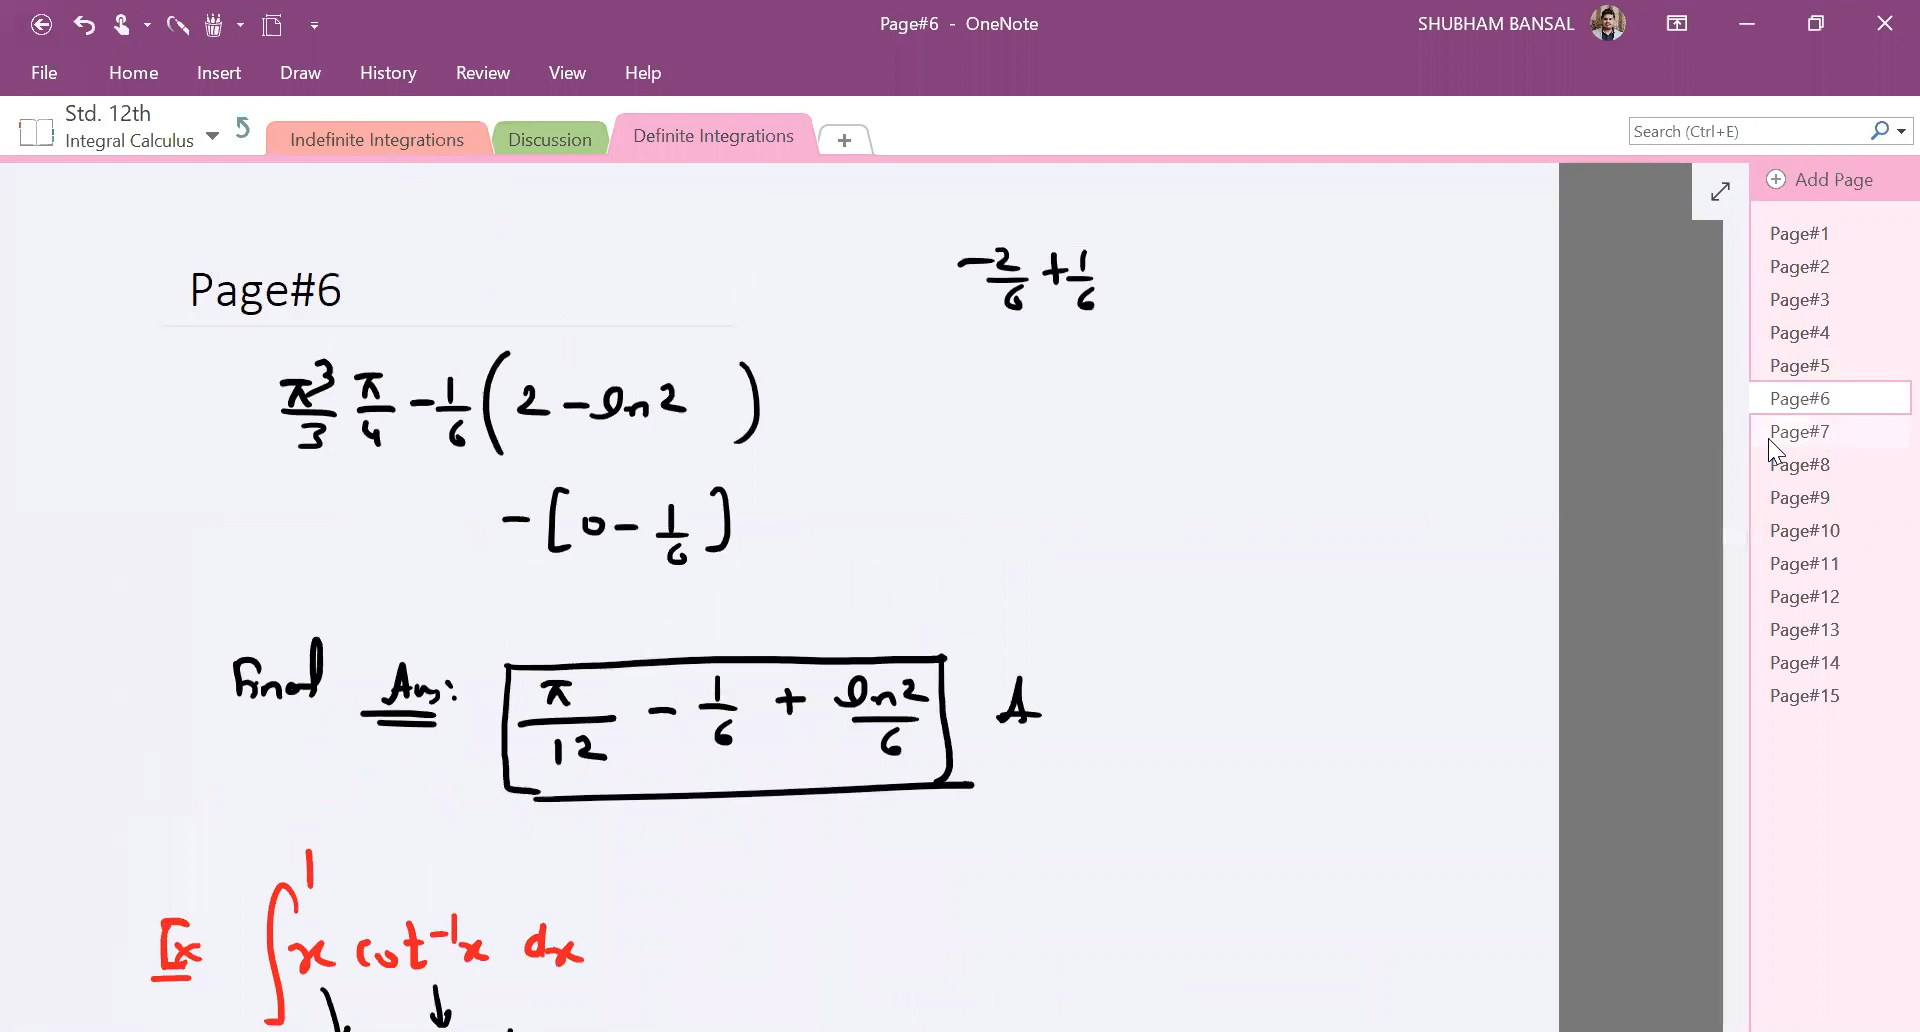 Page#6 - OneNote
SHUBHAM BANSAL
File Home Insert Draw History Review View Help
Std. 12th
Integral Calculus
Indefinite Integrations
Discussion
Definite Integrations
+
Search (Ctrl+E)
Add Page
Page#1
Page#2
Page#3
Page#4
Page#5
Page#6
Page#7
Page#8
Page#9
Page#10
Page#11
Page#12
Page#13
Page#14
Page#15
Page#6
-2/6 + 1/6
π³/3 π/4 - 1/6 (2 - ln2)
- [0 - 1/6]
Final Ans: π/12 - 1/6 + ln2/6
Ex ∫ 1 x cot⁻¹x dx